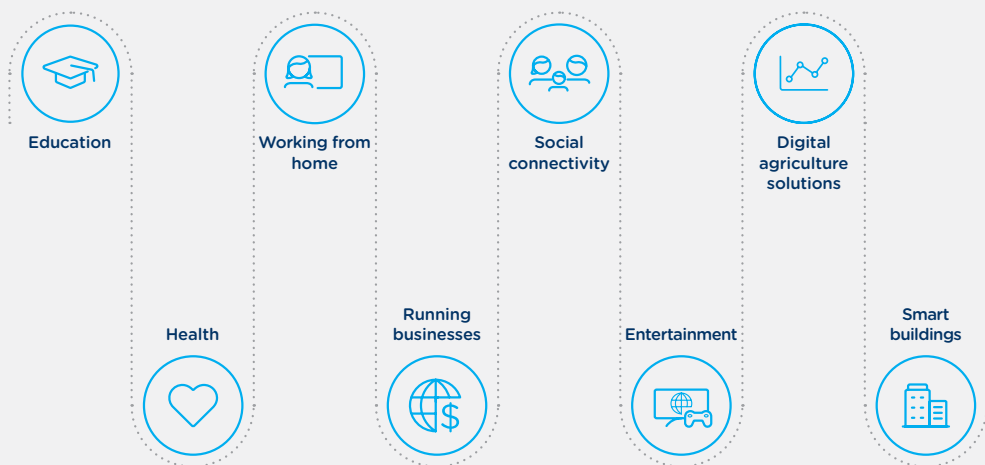 Education
Health
Working from
home
Running
businesses
Social
connectivity
Entertainment
Digital
agriculture
solutions
Smart
buildings
$